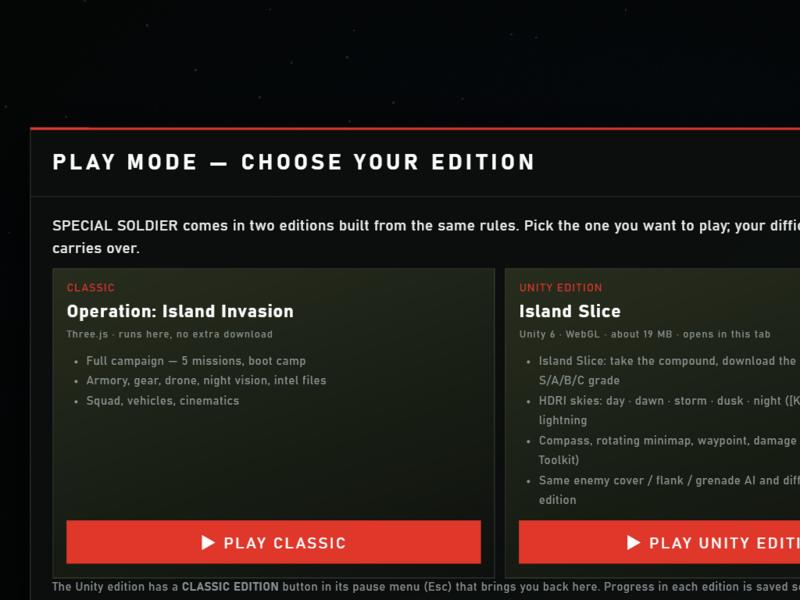 PLAY MODE — CHOOSE YOUR EDITION
SPECIAL SOLDIER comes in two editions built from the same rules. Pick the one you want to play; your
carries over.
CLASSIC
Operation: Island Invasion
Three.js · runs here, no extra download
• Full campaign — 5 missions, boot camp
• Armory, gear, drone, night vision, intel files
• Squad, vehicles, cinematics
▶ PLAY CLASSIC
UNITY EDITION
Island Slice
Unity 6 · WebGL · about 19 MB · opens in this tab
• Island Slice: take the compound, download the
S/A/B/C grade
• HDRI skies: day · dawn · storm · dusk · night
lightning
• Compass, rotating minimap, waypoint, damage
Toolkit)
• Same enemy cover / flank / grenade AI and
edition
▶ PLAY UNITY
The Unity edition has a CLASSIC EDITION button in its pause menu (Esc) that brings you back here. Progress in each edition is saved